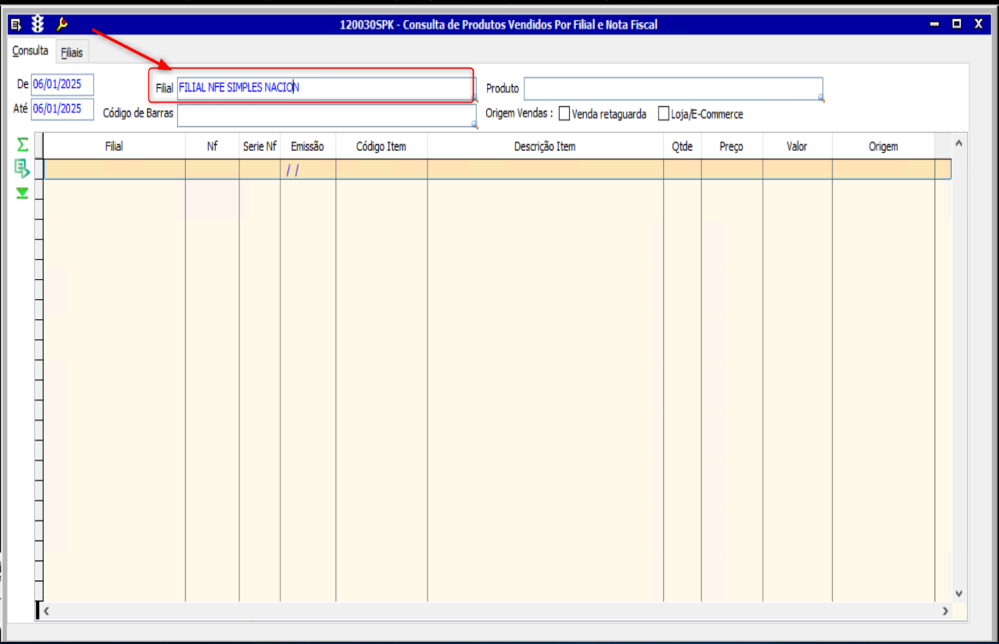 120030SPK - Consulta de Produtos Vendidos Por Filial e Nota Fiscal
Consulta Filiais
De 06/01/2025 Filial FILIAL NFE SIMPLES NACION Produto
Até 06/01/2025 Código de Barras Origem Vendas : Venda retaguarda Loja/E-Commerce
Filial Nf Serie Nf Emissão Código Item Descrição Item Qtde Preço Valor Origem
/ /